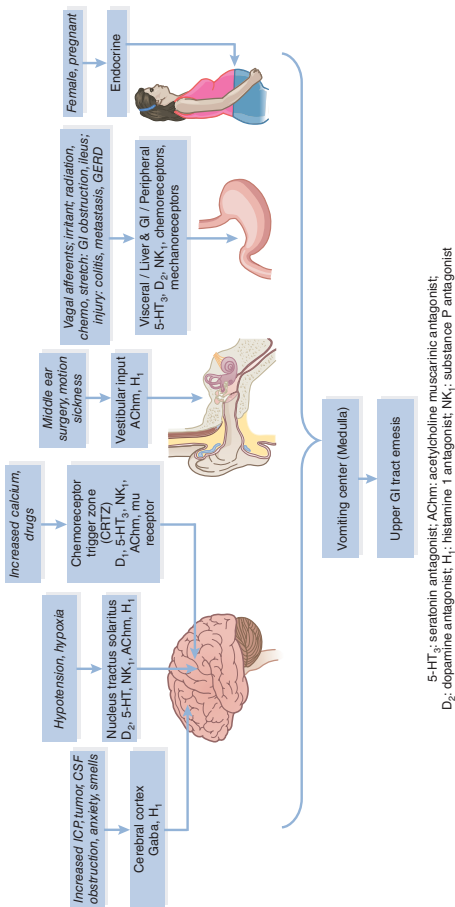 Increased ICP, tumor, CSF
obstruction, anxiety, smells
Cerebral cortex
Gaba, H1
Hypotension, hypoxia
Nucleus tractus solaritus
D2, 5-HT, NK1, AChm, H1
Increased calcium,
drugs
Chemoreceptor
trigger zone
(CRTZ)
D1, 5-HT3, NK1,
AChm, mu
receptor
Middle ear
surgery, motion
sickness
Vestibular input
AChm, H1
Vagal afferents; irritant; radiation,
chemo, stretch: GI obstruction, ileus;
injury: colitis, metastasis, GERD
Visceral / Liver & GI / Peripheral
5-HT3, D2, NK1, chemoreceptors,
mechanoreceptors
Female, pregnant
Endocrine
Vomiting center (Medulla)
Upper GI tract emesis
5-HT3: seratonin antagonist; AChm: acetylcholine muscarinic antagonist;
D2: dopamine antagonist; H1: histamine 1 antagonist; NK1: substance P antagonist